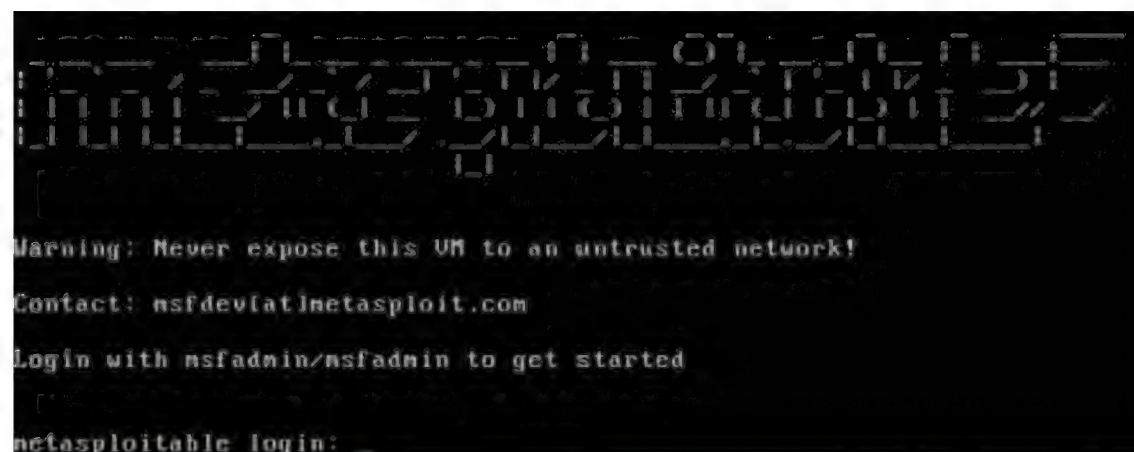 metasploitable2
Warning: Never expose this VM to an untrusted network!
Contact: msfdev[at]metasploit.com
Login with msfadmin/msfadmin to get started
metasploitable login: _